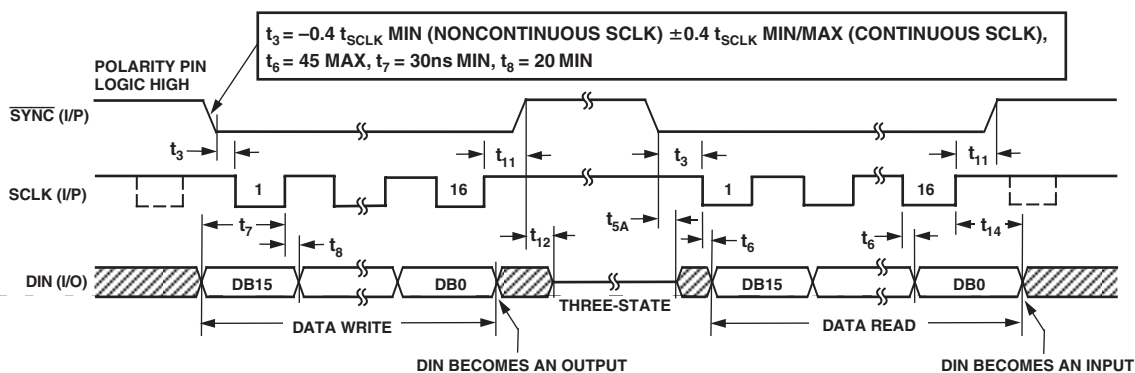 t3 = –0.4 tSCLK MIN (NONCONTINUOUS SCLK) ±0.4 tSCLK MIN/MAX (CONTINUOUS SCLK),
t6 = 45 MAX, t7 = 30ns MIN, t8 = 20 MIN
POLARITY PIN
LOGIC HIGH
SYNC (I/P)
t3
t11
t3
t11
SCLK (I/P)
1
16
1
16
t7
t8
t12
t5A
t6
t6
t14
DIN (I/O)
DB15
DB0
THREE-STATE
DB15
DB0
DATA WRITE
DATA READ
DIN BECOMES AN OUTPUT
DIN BECOMES AN INPUT